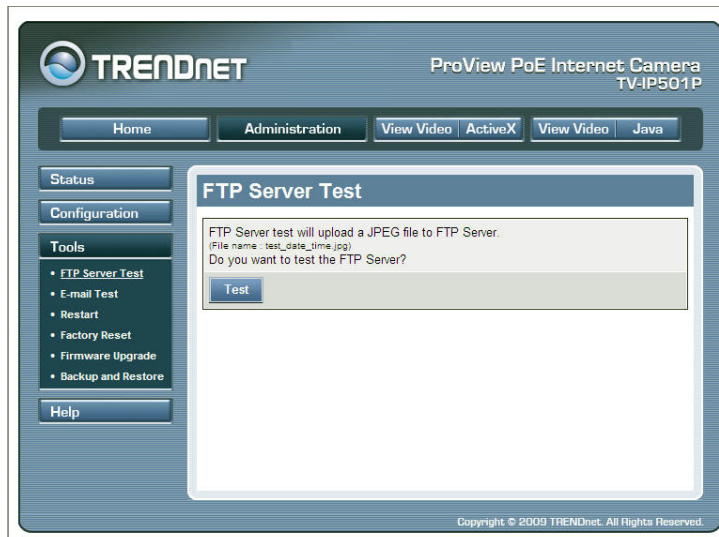 TRENDnet
ProView PoE Internet Camera
TV-IP501P
Home
Administration
View Video
ActiveX
View Video
Java
Status
Configuration
Tools
• FTP Server Test
• E-mail Test
• Restart
• Factory Reset
• Firmware Upgrade
• Backup and Restore
Help
FTP Server Test
FTP Server test will upload a JPEG file to FTP Server.
(File name : test_date_time.jpg)
Do you want to test the FTP Server?
Test
Copyright © 2009 TRENDnet. All Rights Reserved.